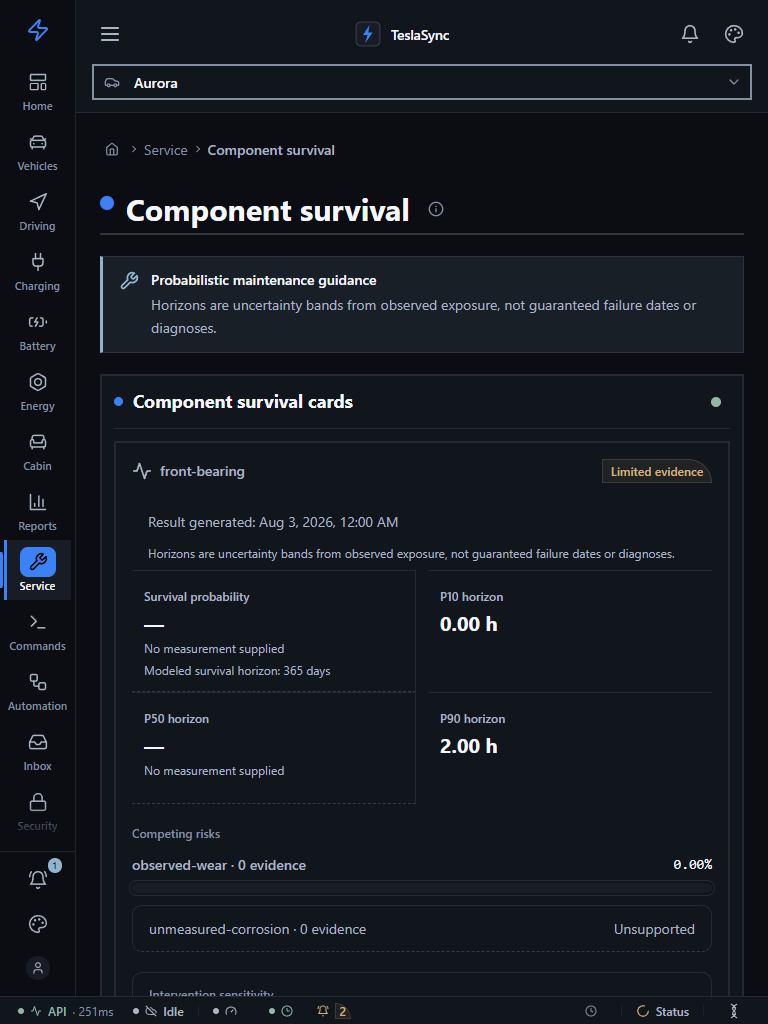 TeslaSync
Aurora
Home
Vehicles
Driving
Charging
Battery
Energy
Cabin
Reports
Service
Commands
Automation
Inbox
Security
1
Service
Component survival
Component survival
Probabilistic maintenance guidance
Horizons are uncertainty bands from observed exposure, not guaranteed failure dates or
diagnoses.
Component survival cards
front-bearing
Limited evidence
Result generated: Aug 3, 2026, 12:00 AM
Horizons are uncertainty bands from observed exposure, not guaranteed failure dates or diagnoses.
Survival probability
—
No measurement supplied
Modeled survival horizon: 365 days
P10 horizon
0.00 h
P50 horizon
—
No measurement supplied
P90 horizon
2.00 h
Competing risks
observed-wear · 0 evidence
0.00%
unmeasured-corrosion · 0 evidence
Unsupported
Intervention sensitivity
API · 251ms
Idle
2
Status